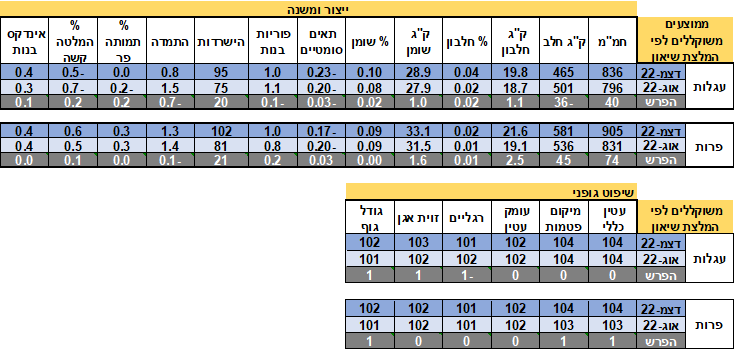 ייצור ומשנה
ממוצעים משוקללים לפי המלצת שיאון | חמ"מ | ק"ג חלב | ק"ג חלבון | % חלבון | ק"ג שומן | % שומן | תאים סומטיים | פוריות בנות | הישרדות | התמדה | % תמותה פר | % המלטה קשה | אינדקס בנות
עגלות | דצמ-22 | 836 | 465 | 19.8 | 0.04 | 28.9 | 0.10 | 0.23- | 1.0 | 95 | 0.8 | 0.0 | 0.5- | 0.4
אוג-22 | 796 | 501 | 18.7 | 0.02 | 27.9 | 0.08 | 0.20- | 1.1 | 75 | 1.5 | 0.2- | 0.7- | 0.3
הפרש | 40 | 36- | 1.1 | 0.02 | 1.0 | 0.02 | 0.03- | 0.1- | 20 | 0.7- | 0.2 | 0.2 | 0.1
פרות | דצמ-22 | 905 | 581 | 21.6 | 0.02 | 33.1 | 0.09 | 0.17- | 1.0 | 102 | 1.3 | 0.3 | 0.6 | 0.4
אוג-22 | 831 | 536 | 19.1 | 0.02 | 31.5 | 0.09 | 0.20- | 0.8 | 81 | 1.4 | 0.3 | 0.5 | 0.4
הפרש | 74 | 45 | 2.5 | 0.01 | 1.6 | 0.00 | 0.03 | 0.2 | 21 | 0.1- | 0.0 | 0.1 | 0.0
שיפוט גופני
משוקללים לפי המלצת שיאון | עטין כללי | מיקום פטמות | עומק עטין | רגליים | זוית אגן | גודל גוף
עגלות | דצמ-22 | 104 | 104 | 102 | 101 | 103 | 102
אוג-22 | 104 | 104 | 102 | 102 | 102 | 101
הפרש | 0 | 0 | 0 | 1- | 1 | 1
פרות | דצמ-22 | 104 | 104 | 102 | 101 | 102 | 102
אוג-22 | 103 | 103 | 102 | 101 | 102 | 101
הפרש | 1 | 1 | 0 | 0 | 0 | 1